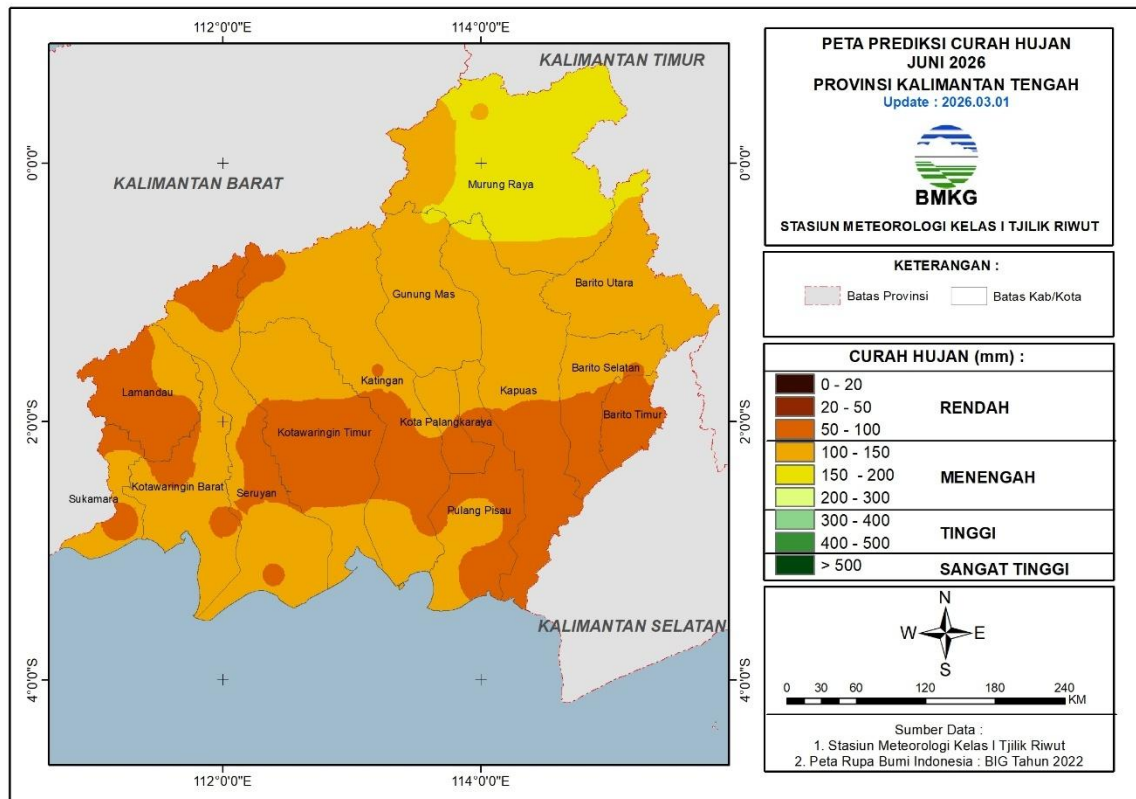 112°0'0"E
114°0'0"E
KALIMANTAN TIMUR
0°0'0"
0°0'0"
KALIMANTAN BARAT
Murung Raya
Barito Utara
Gunung Mas
Barito Selatan
Katingan
Kapuas
Lamandau
2°0'0"S
2°0'0"S
Barito Timur
Kota Palangkaraya
Kotawaringin Timur
Kotawaringin Barat
Sukamara
Seruyan
Pulang Pisau
KALIMANTAN SELATAN
4°0'0"S
4°0'0"S
112°0'0"E
114°0'0"E
PETA PREDIKSI CURAH HUJAN
JUNI 2026
PROVINSI KALIMANTAN TENGAH
Update : 2026.03.01
BMKG
STASIUN METEOROLOGI KELAS I TJILIK RIWUT
KETERANGAN :
Batas Provinsi
Batas Kab/Kota
CURAH HUJAN (mm) :
0 - 20
20 - 50
RENDAH
50 - 100
100 - 150
150 - 200
MENENGAH
200 - 300
300 - 400
400 - 500
TINGGI
> 500
SANGAT TINGGI
N
W
E
S
0 30 60 120 180 240
KM
Sumber Data :
1. Stasiun Meteorologi Kelas I Tjilik Riwut
2. Peta Rupa Bumi Indonesia : BIG Tahun 2022